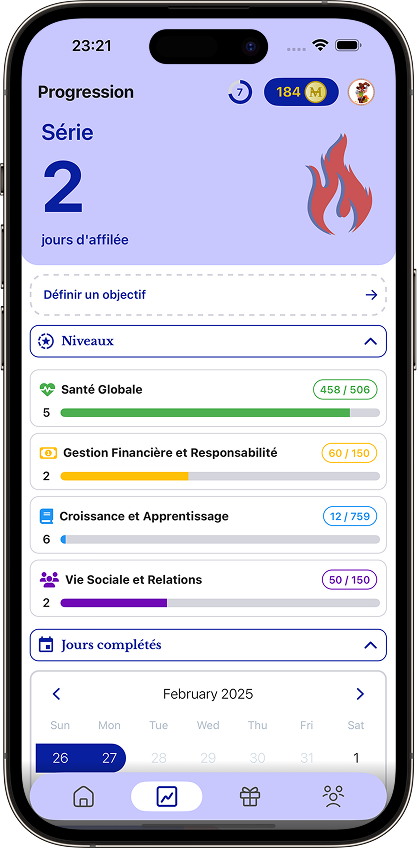 23:21
Progression
7
184
Série
2
jours d'affilée
Définir un objectif
Niveaux
Santé Globale
458 / 506
5
Gestion Financière et Responsabilité
60 / 150
2
Croissance et Apprentissage
12 / 759
6
Vie Sociale et Relations
50 / 150
2
Jours complétés
February 2025
Sun Mon Tue Wed Thu Fri Sat
26 27 28 29 30 31 1